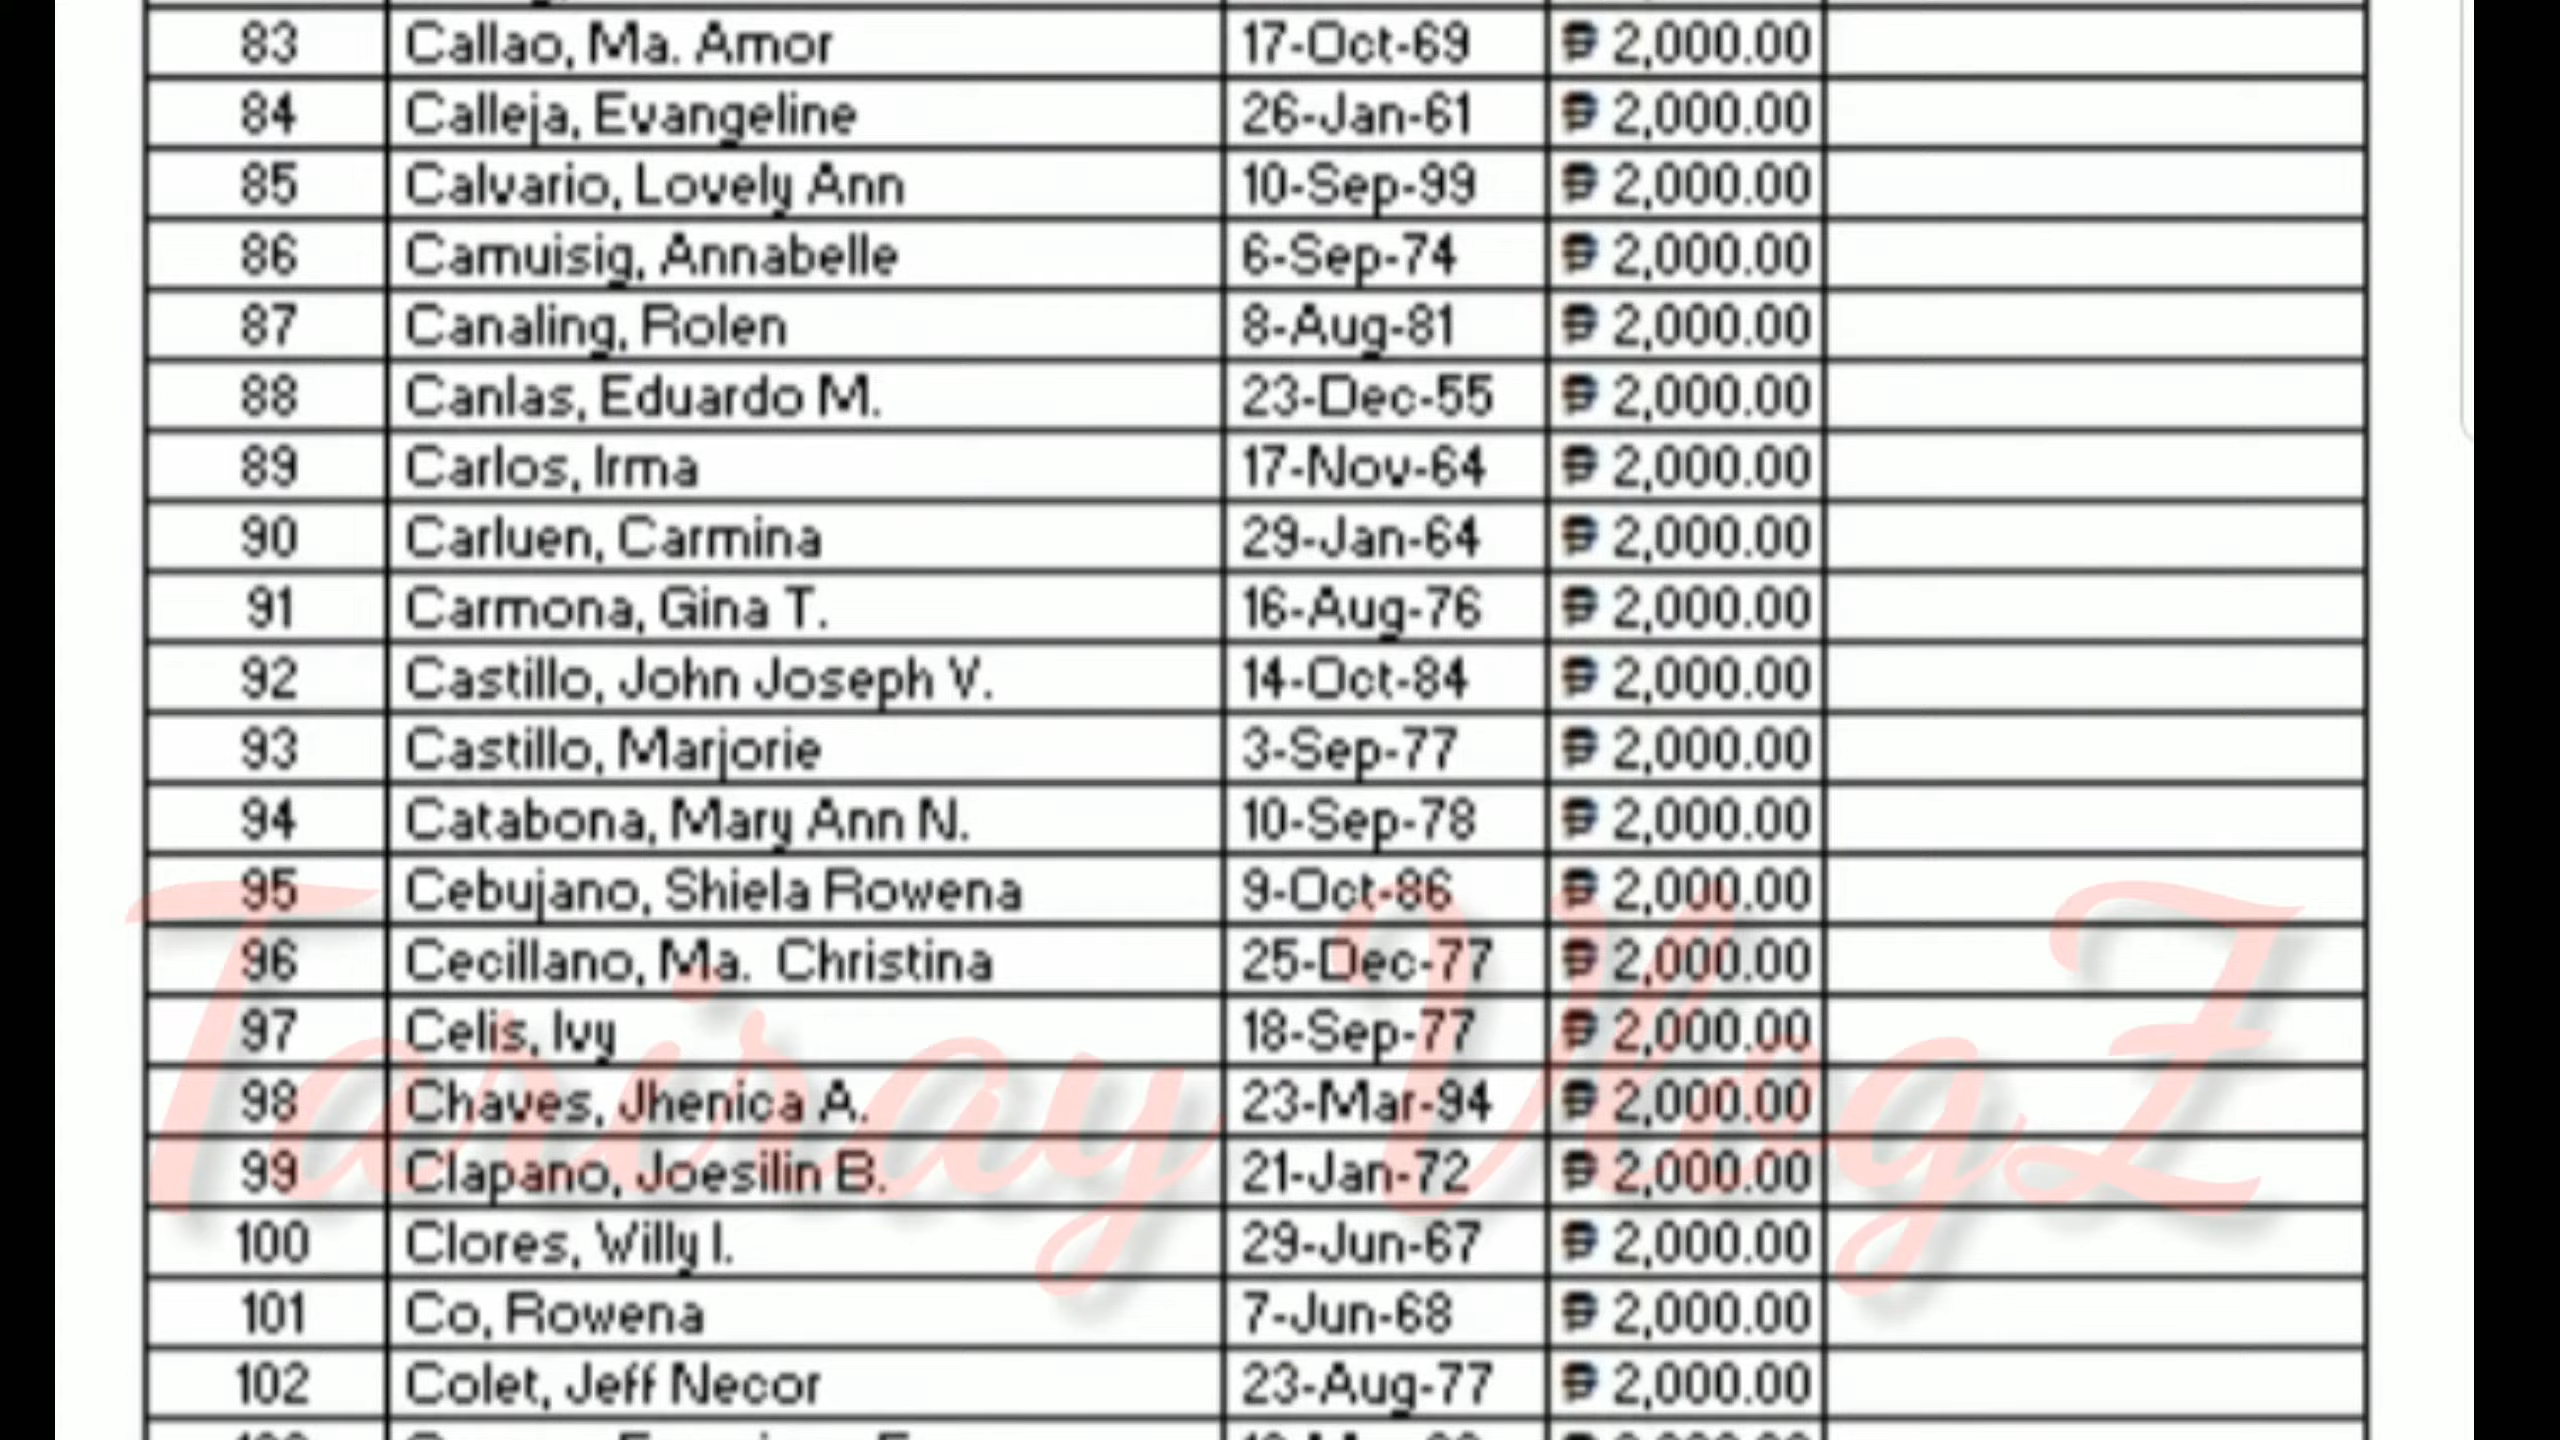 83 Callao, Ma. Amor 17-Oct-69 ₱ 2,000.00
84 Calleja, Evangeline 26-Jan-61 ₱ 2,000.00
85 Calvario, Lovely Ann 10-Sep-99 ₱ 2,000.00
86 Camuisig, Annabelle 6-Sep-74 ₱ 2,000.00
87 Canaling, Rolen 8-Aug-81 ₱ 2,000.00
88 Canlas, Eduardo M. 23-Dec-55 ₱ 2,000.00
89 Carlos, Irma 17-Nov-64 ₱ 2,000.00
90 Carluen, Carmina 29-Jan-64 ₱ 2,000.00
91 Carmona, Gina T. 16-Aug-76 ₱ 2,000.00
92 Castillo, John Joseph V. 14-Oct-84 ₱ 2,000.00
93 Castillo, Marjorie 3-Sep-77 ₱ 2,000.00
94 Catabona, Mary Ann N. 10-Sep-78 ₱ 2,000.00
95 Cebujano, Shiela Rowena 9-Oct-86 ₱ 2,000.00
96 Cecillano, Ma. Christina 25-Dec-77 ₱ 2,000.00
97 Celis, Ivy 18-Sep-77 ₱ 2,000.00
98 Chaves, Jhenica A. 23-Mar-94 ₱ 2,000.00
99 Clapano, Joesilin B. 21-Jan-72 ₱ 2,000.00
100 Clores, Willy I. 29-Jun-67 ₱ 2,000.00
101 Co, Rowena 7-Jun-68 ₱ 2,000.00
102 Colet, Jeff Necor 23-Aug-77 ₱ 2,000.00
Tariray VlogZ